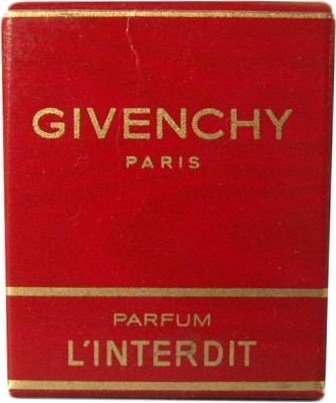 GIVENCHY
PARIS
PARFUM
L'INTERDIT